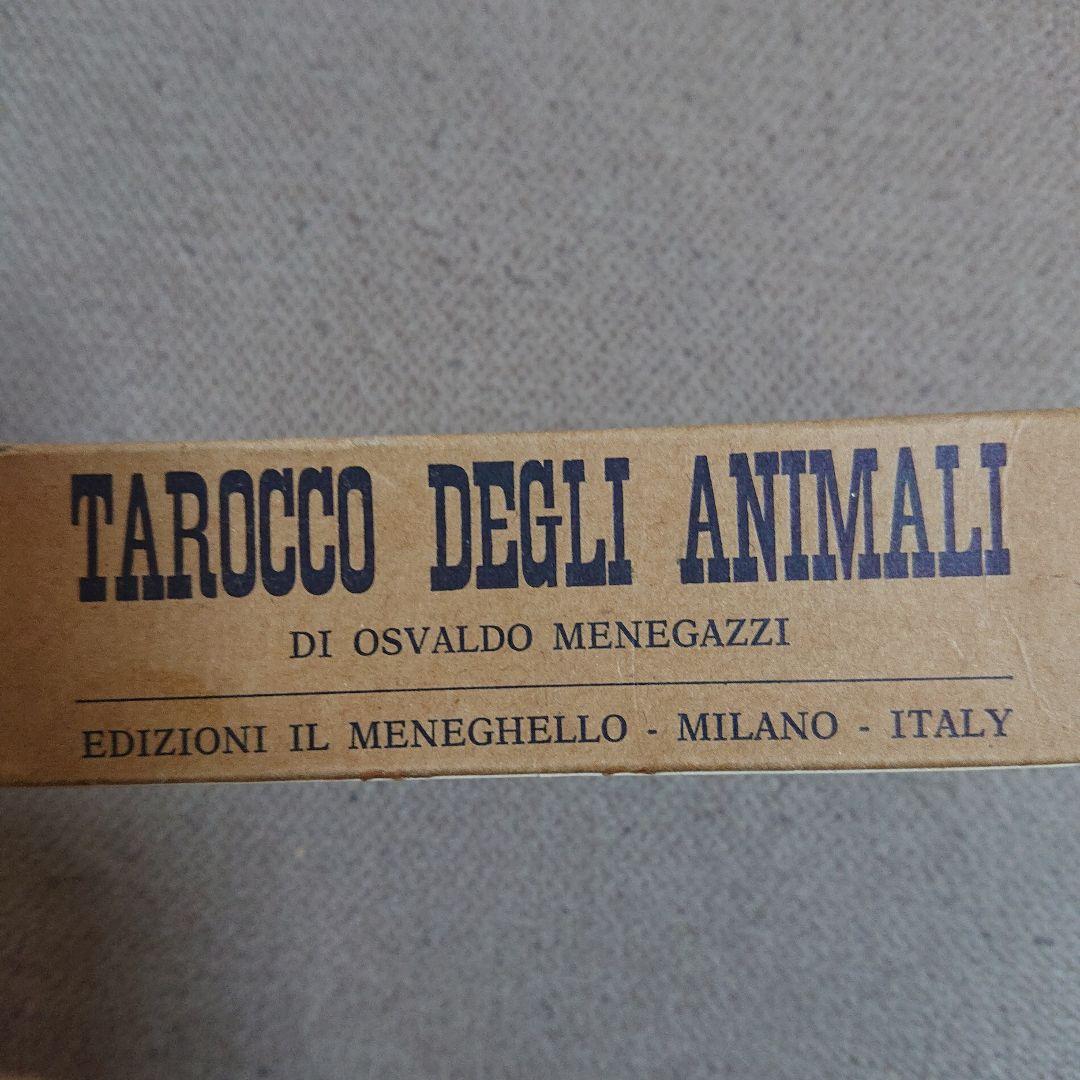 TAROCCO DEGLI ANIMALI
DI OSVALDO MENEGAZZI
EDIZIONI IL MENEGHELLO - MILANO - ITALY